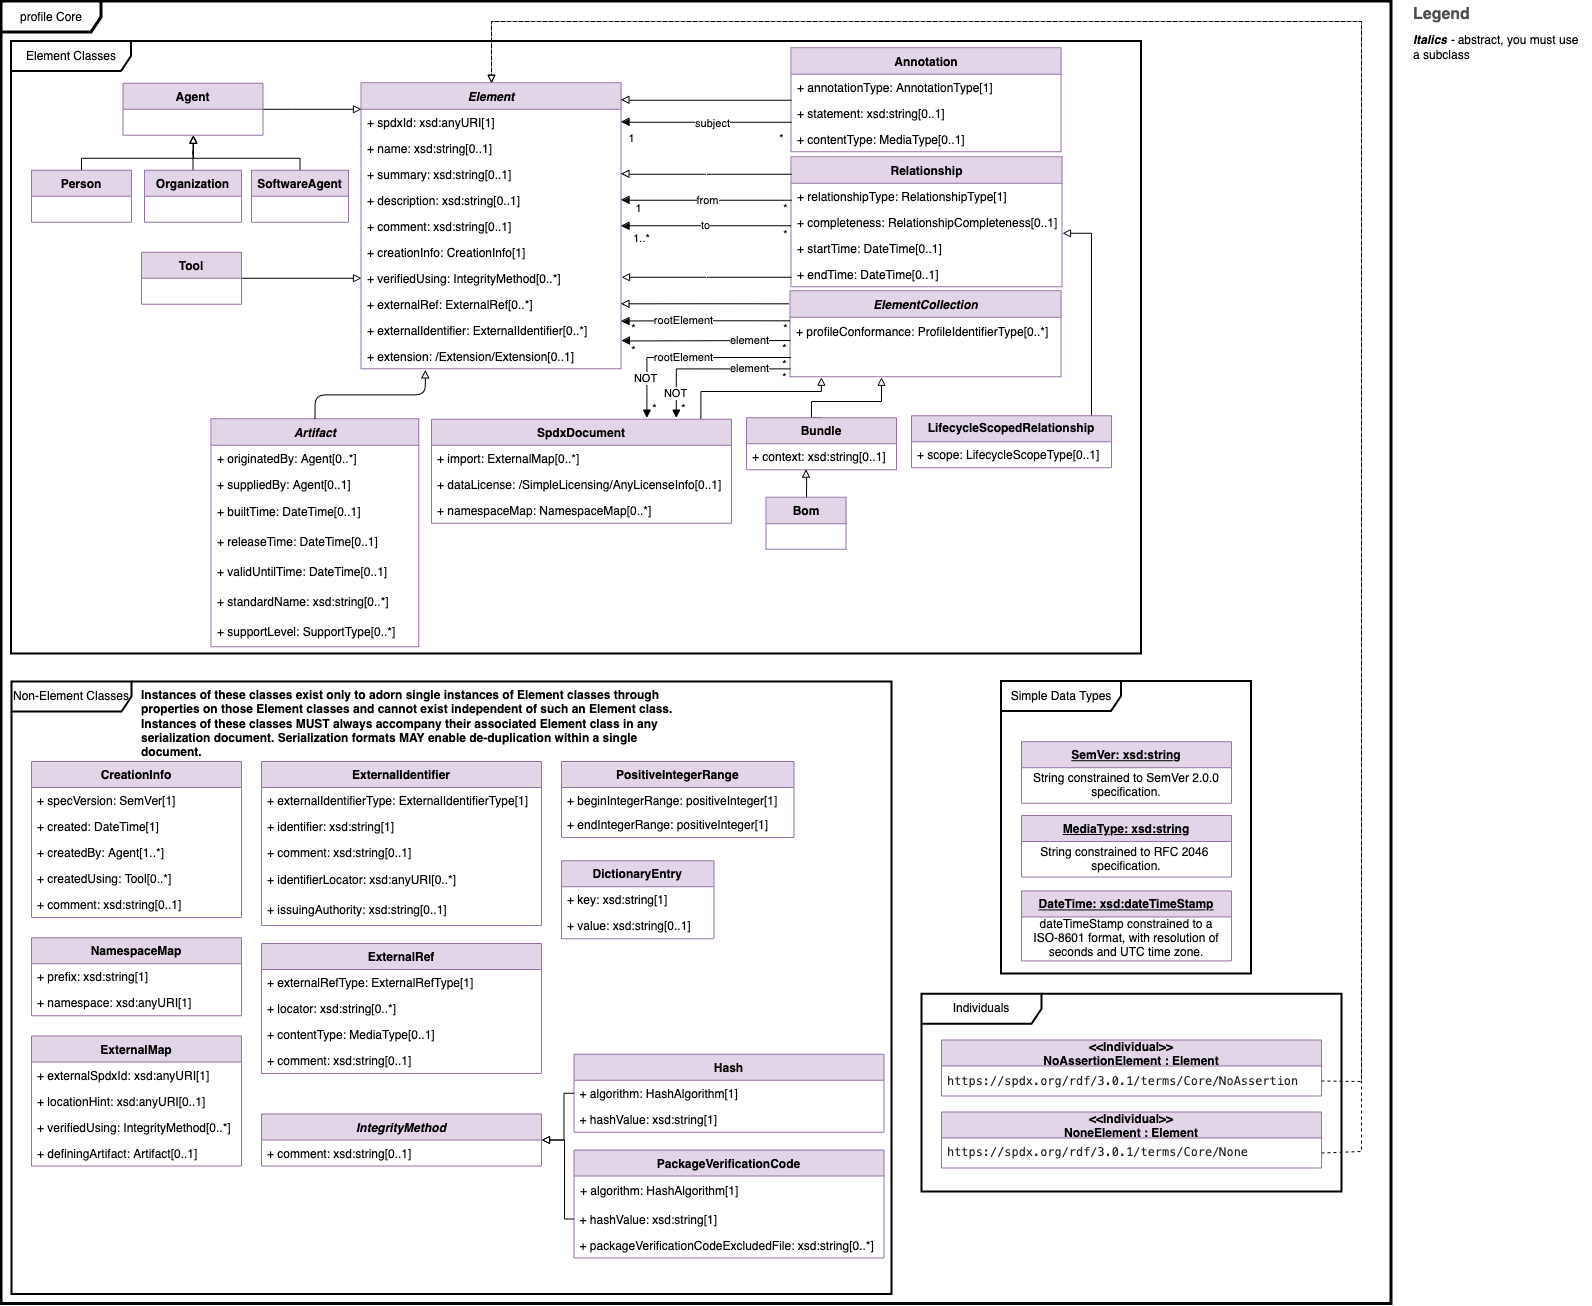 profile Core
Legend
Italics - abstract, you must use
a subclass
Element Classes
Agent
Person
Organization
SoftwareAgent
Tool
Element
+ spdxId: xsd:anyURI[1]
+ name: xsd:string[0..1]
+ summary: xsd:string[0..1]
+ description: xsd:string[0..1]
+ comment: xsd:string[0..1]
+ creationInfo: CreationInfo[1]
+ verifiedUsing: IntegrityMethod[0..*]
+ externalRef: ExternalRef[0..*]
+ externalIdentifier: ExternalIdentifier[0..*]
+ extension: /Extension/Extension[0..1]
subject
1
*
from
1
*
to
1..*
*
rootElement
*
*
element
*
*
rootElement
*
NOT
*
element
*
NOT
*
Annotation
+ annotationType: AnnotationType[1]
+ statement: xsd:string[0..1]
+ contentType: MediaType[0..1]
Relationship
+ relationshipType: RelationshipType[1]
+ completeness: RelationshipCompleteness[0..1]
+ startTime: DateTime[0..1]
+ endTime: DateTime[0..1]
ElementCollection
+ profileConformance: ProfileIdentifierType[0..*]
Artifact
+ originatedBy: Agent[0..*]
+ suppliedBy: Agent[0..1]
+ builtTime: DateTime[0..1]
+ releaseTime: DateTime[0..1]
+ validUntilTime: DateTime[0..1]
+ standardName: xsd:string[0..*]
+ supportLevel: SupportType[0..*]
SpdxDocument
+ import: ExternalMap[0..*]
+ dataLicense: /SimpleLicensing/AnyLicenseInfo[0..1]
+ namespaceMap: NamespaceMap[0..*]
Bundle
+ context: xsd:string[0..1]
Bom
LifecycleScopedRelationship
+ scope: LifecycleScopeType[0..1]
Non-Element Classes
Instances of these classes exist only to adorn single instances of Element classes through
properties on those Element classes and cannot exist independent of such an Element class.
Instances of these classes MUST always accompany their associated Element class in any
serialization document. Serialization formats MAY enable de-duplication within a single
document.
CreationInfo
+ specVersion: SemVer[1]
+ created: DateTime[1]
+ createdBy: Agent[1..*]
+ createdUsing: Tool[0..*]
+ comment: xsd:string[0..1]
NamespaceMap
+ prefix: xsd:string[1]
+ namespace: xsd:anyURI[1]
ExternalMap
+ externalSpdxId: xsd:anyURI[1]
+ locationHint: xsd:anyURI[0..1]
+ verifiedUsing: IntegrityMethod[0..*]
+ definingArtifact: Artifact[0..1]
ExternalIdentifier
+ externalIdentifierType: ExternalIdentifierType[1]
+ identifier: xsd:string[1]
+ comment: xsd:string[0..1]
+ identifierLocator: xsd:anyURI[0..*]
+ issuingAuthority: xsd:string[0..1]
ExternalRef
+ externalRefType: ExternalRefType[1]
+ locator: xsd:string[0..*]
+ contentType: MediaType[0..1]
+ comment: xsd:string[0..1]
IntegrityMethod
+ comment: xsd:string[0..1]
PositiveIntegerRange
+ beginIntegerRange: positiveInteger[1]
+ endIntegerRange: positiveInteger[1]
DictionaryEntry
+ key: xsd:string[1]
+ value: xsd:string[0..1]
Hash
+ algorithm: HashAlgorithm[1]
+ hashValue: xsd:string[1]
PackageVerificationCode
+ algorithm: HashAlgorithm[1]
+ hashValue: xsd:string[1]
+ packageVerificationCodeExcludedFile: xsd:string[0..*]
Simple Data Types
SemVer: xsd:string
String constrained to SemVer 2.0.0
specification.
MediaType: xsd:string
String constrained to RFC 2046
specification.
DateTime: xsd:dateTimeStamp
dateTimeStamp constrained to a
ISO-8601 format, with resolution of
seconds and UTC time zone.
Individuals
<<Individual>>
NoAssertionElement : Element
https://spdx.org/rdf/3.0.1/terms/Core/NoAssertion
<<Individual>>
NoneElement : Element
https://spdx.org/rdf/3.0.1/terms/Core/None